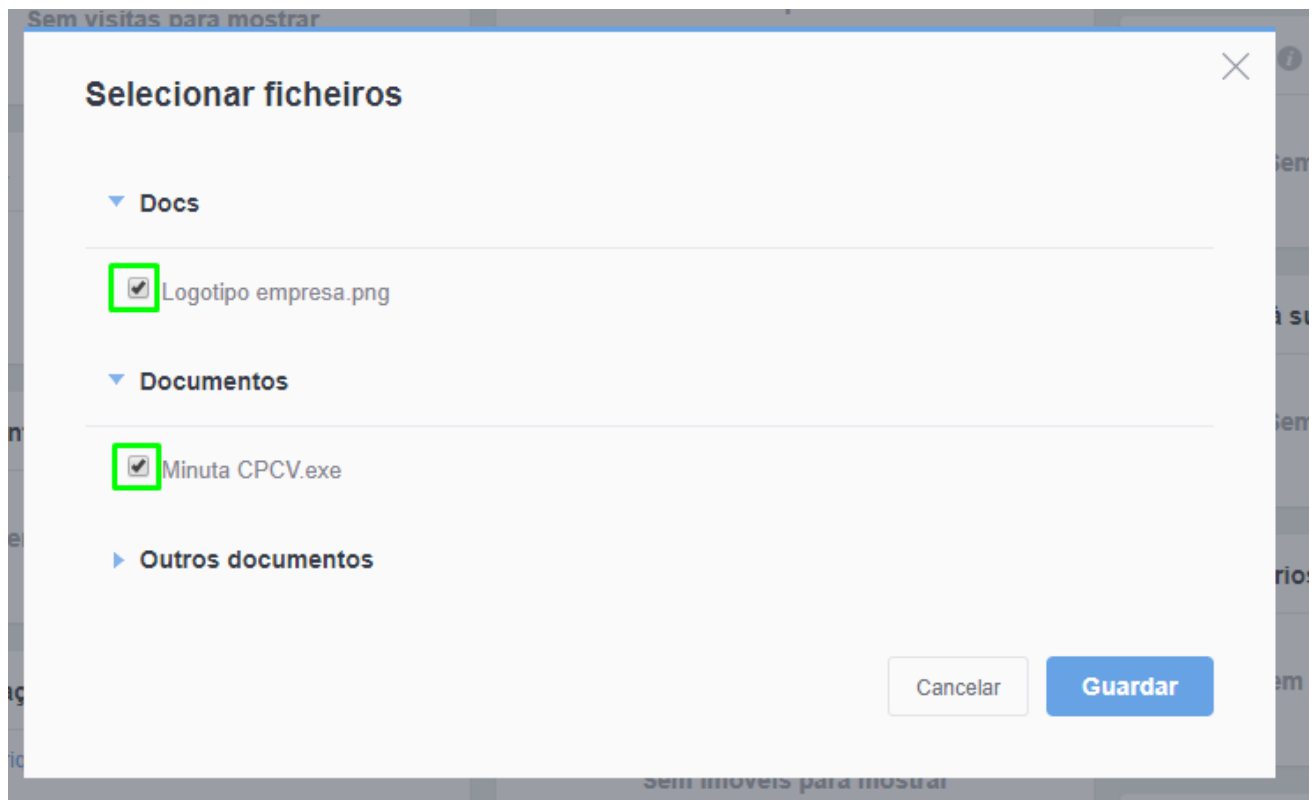 Sem visitas para mostrar
Selecionar ficheiros
Docs
Logotipo empresa.png
Documentos
Minuta CPCV.exe
Outros documentos
Cancelar
Guardar
Sem imóveis para mostrar